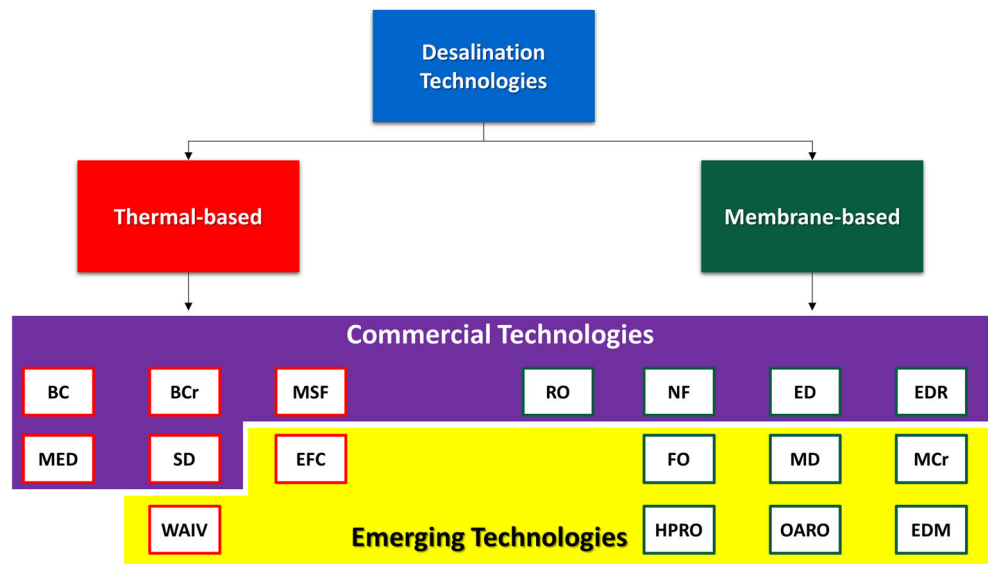 Desalination
Technologies
Thermal-based
Membrane-based
Commercial Technologies
BC
BCr
MSF
RO
NF
ED
EDR
MED
SD
EFC
FO
MD
MCr
WAIV
Emerging Technologies
HPRO
OARO
EDM